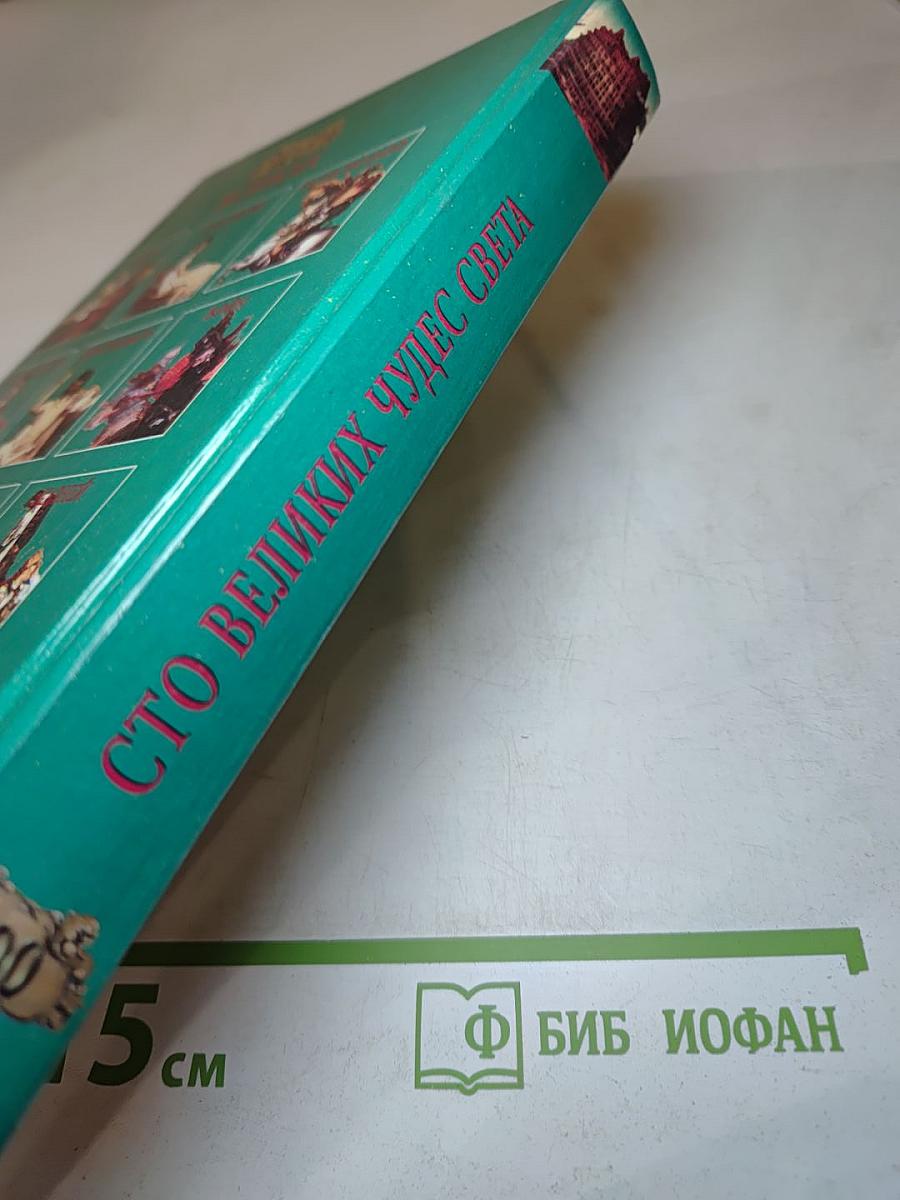 СТО ВЕЛИКИХ ЧУДЕС СВЕТА
15 см
Ф БИБ ИОФАН